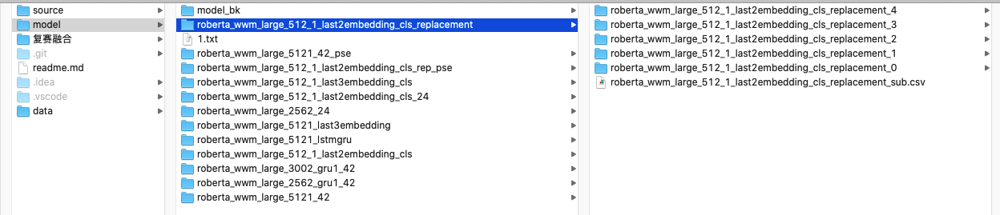 source
model
复赛融合
.git
readme.md
.idea
.vscode
data
model_bk
roberta_wwm_large_512_1_last2embedding_cls_replacement
1.txt
roberta_wwm_large_5121_42_pse
roberta_wwm_large_512_1_last2embedding_cls_rep_pse
roberta_wwm_large_512_1_last3embedding_cls
roberta_wwm_large_512_1_last2embedding_cls_24
roberta_wwm_large_2562_24
roberta_wwm_large_5121_last3embedding
roberta_wwm_large_5121_lstmgru
roberta_wwm_large_512_1_last2embedding_cls
roberta_wwm_large_3002_gru1_42
roberta_wwm_large_2562_gru1_42
roberta_wwm_large_5121_42
roberta_wwm_large_512_1_last2embedding_cls_replacement_4
roberta_wwm_large_512_1_last2embedding_cls_replacement_3
roberta_wwm_large_512_1_last2embedding_cls_replacement_2
roberta_wwm_large_512_1_last2embedding_cls_replacement_1
roberta_wwm_large_512_1_last2embedding_cls_replacement_0
roberta_wwm_large_512_1_last2embedding_cls_replacement_sub.csv